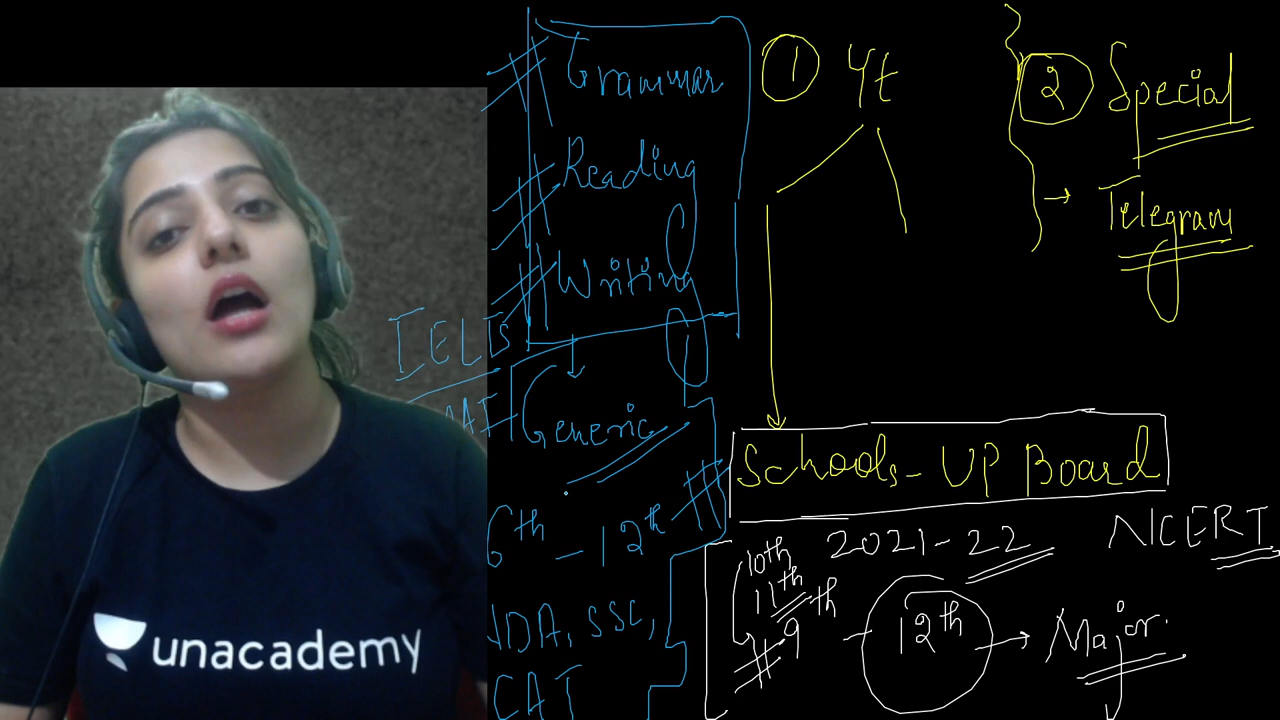 # Grammar
# Reading
# Writing
IELTS
Generic
6th - 12th #
NDA, SSC,
CAT
① Yt
② Special
→ Telegram
Schools - UP Board
2021-22
NCERT
10th
11th
# 9th - 12th → Major
unacademy